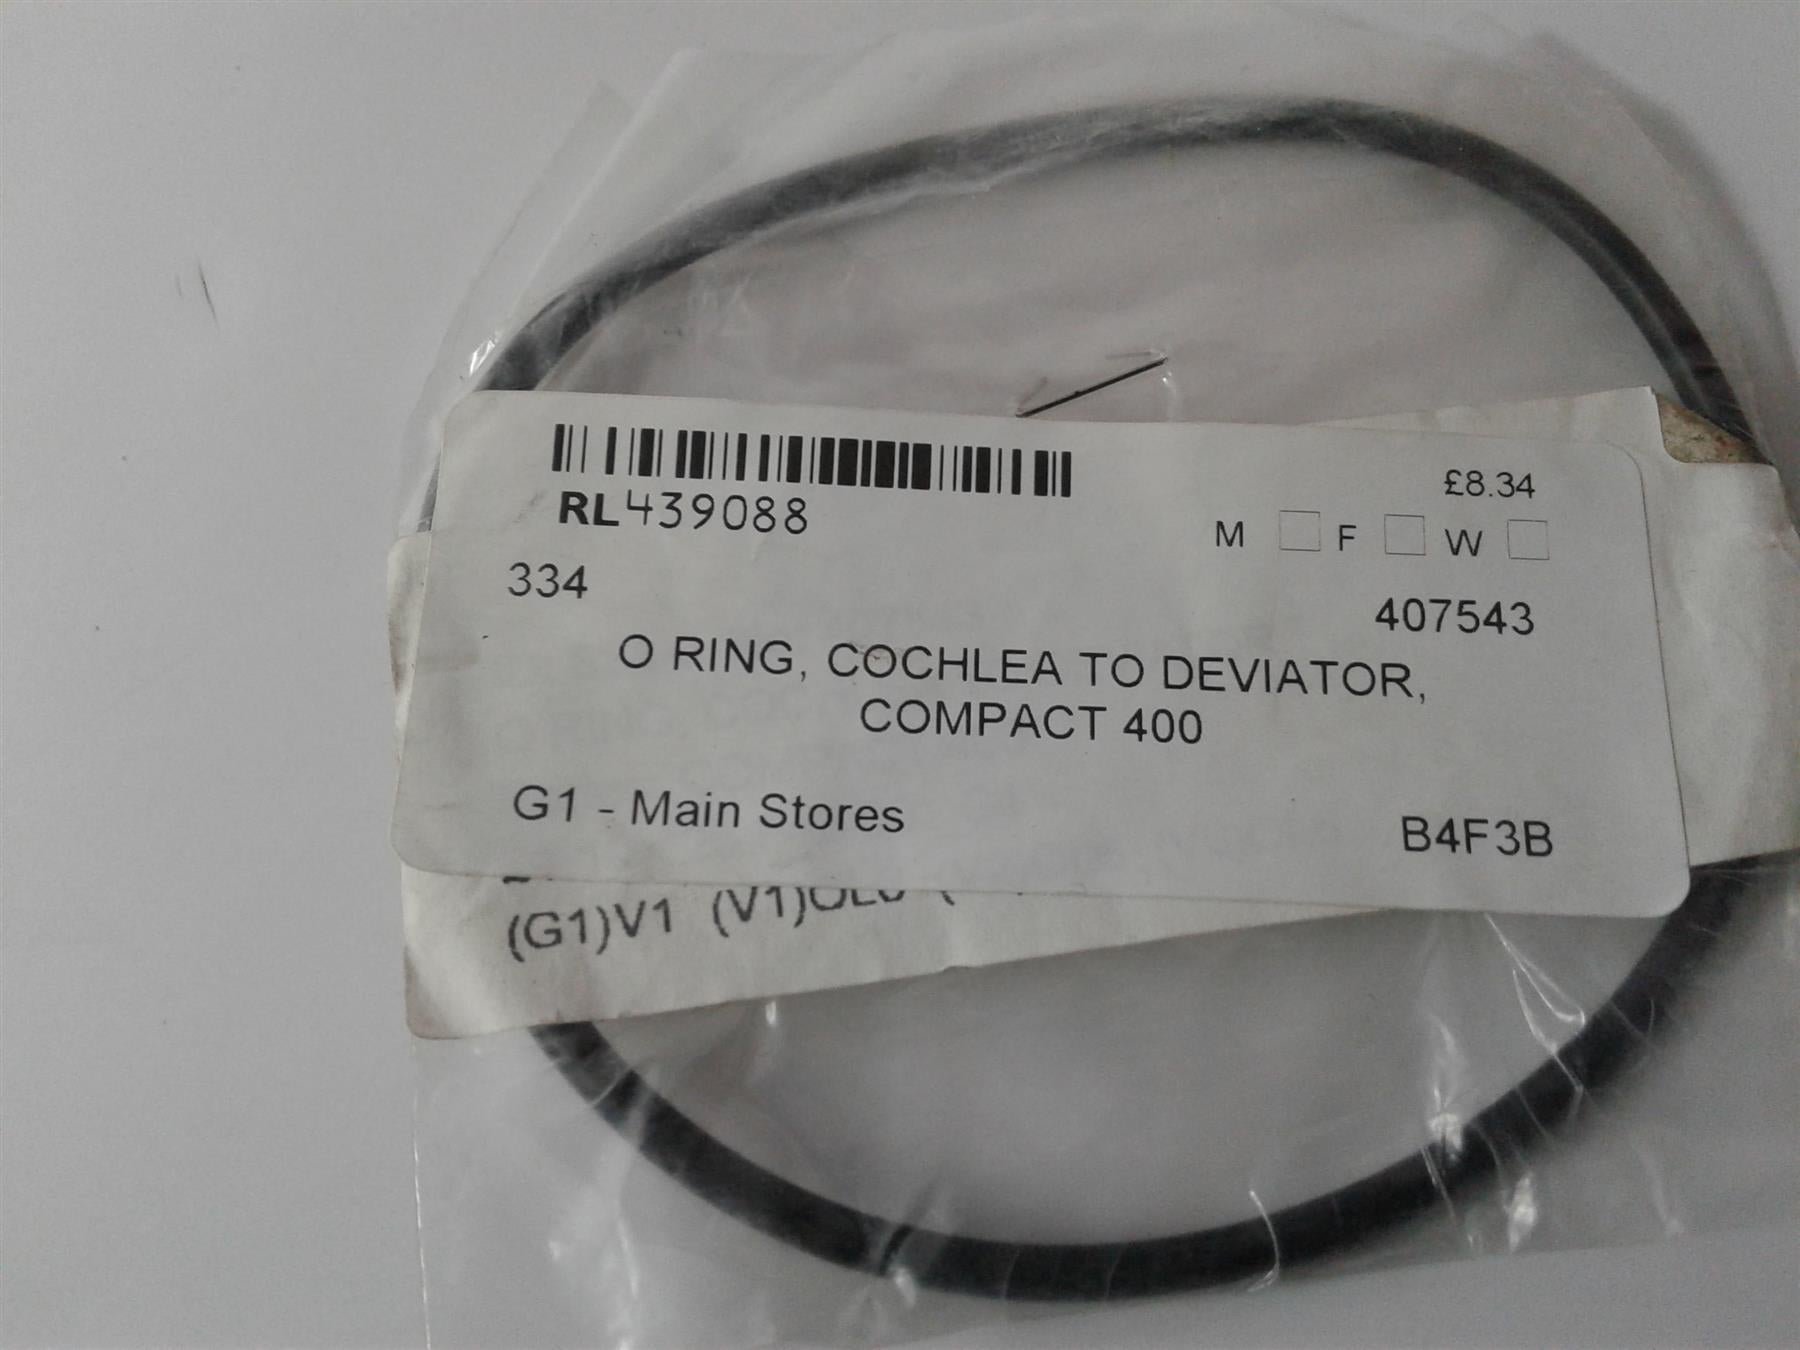 £8.34
RL439088
M F W
334
407543
O RING, COCHLEA TO DEVIATOR,
COMPACT 400
G1 - Main Stores
B4F3B
(G1)V1 (V1)